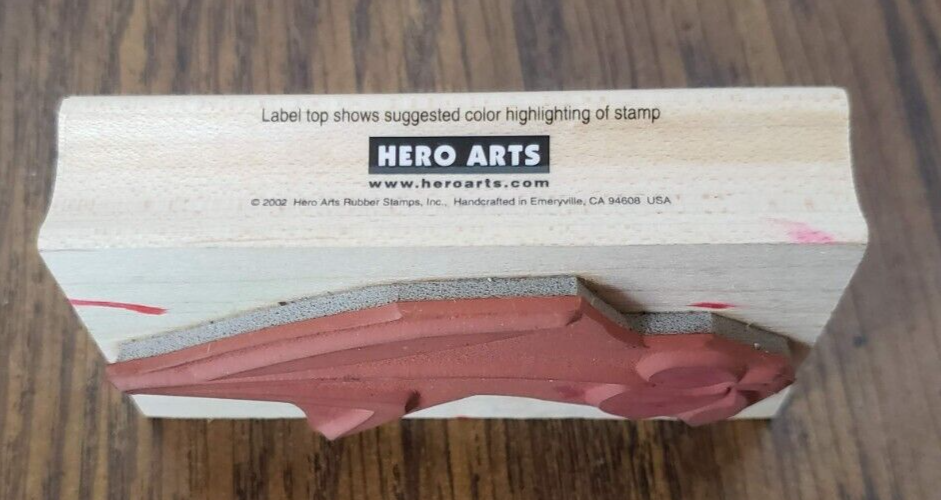 Label top shows suggested color highlighting of stamp
HERO ARTS
www.heroarts.com
© 2002 Hero Arts Rubber Stamps, Inc., Handcrafted in Emeryville, CA 94608 USA